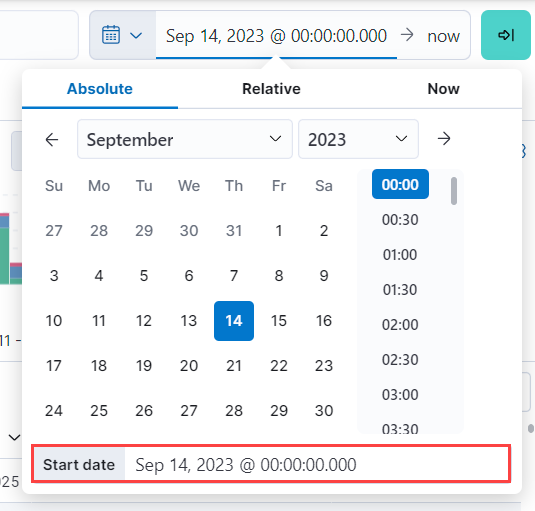 Sep 14, 2023 @ 00:00:00.000 → now
Absolute Relative Now
September 2023
Su Mo Tu We Th Fr Sa
27 28 29 30 31 1 2
3 4 5 6 7 8 9
10 11 12 13 14 15 16
17 18 19 20 21 22 23
24 25 26 27 28 29 30
00:00
00:30
01:00
01:30
02:00
02:30
03:00
03:30
11 -
Start date Sep 14, 2023 @ 00:00:00.000
2025